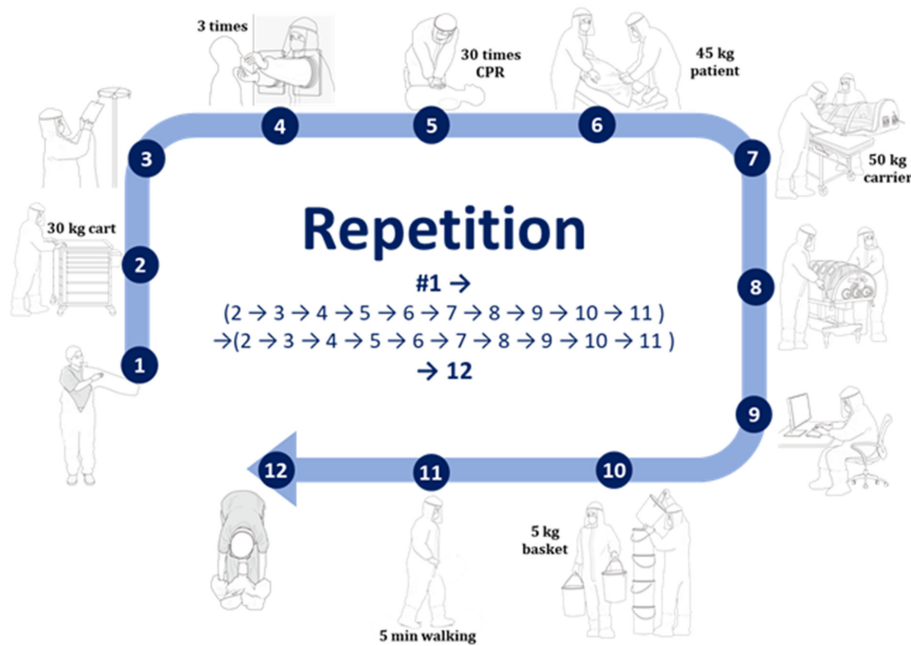 3 times
30 times
CPR
45 kg
patient
4
5
6
3
7
50 kg
carrier
30 kg cart
2
Repetition
#1 →
(2 → 3 → 4 → 5 → 6 → 7 → 8 → 9 → 10 → 11 )
→(2 → 3 → 4 → 5 → 6 → 7 → 8 → 9 → 10 → 11 )
→ 12
8
1
9
12
11
10
5 kg
basket
5 min walking